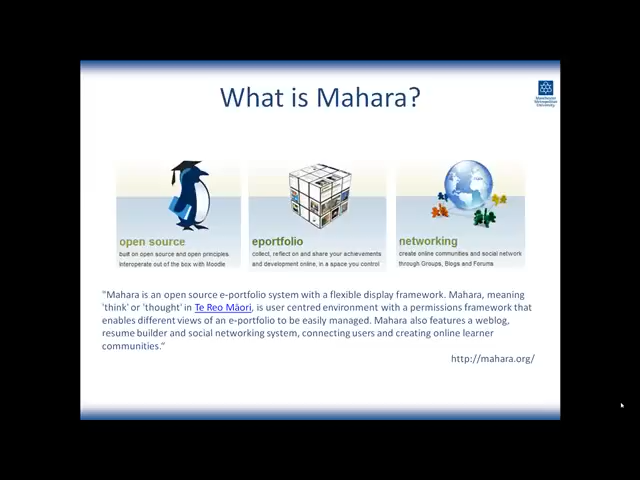 What is Mahara?
Manchester
Metropolitan
University
open source
built on open source and open principles
interoperate out of the box with Moodle
eportfolio
collect, reflect on and share your achievements
and development online, in a space you control
networking
create online communities and social network
through Groups, Blogs and Forums
"Mahara is an open source e-portfolio system with a flexible display framework. Mahara, meaning
'think' or 'thought' in Te Reo Māori, is user centred environment with a permissions framework that
enables different views of an e-portfolio to be easily managed. Mahara also features a weblog,
resume builder and social networking system, connecting users and creating online learner
communities.”
http://mahara.org/